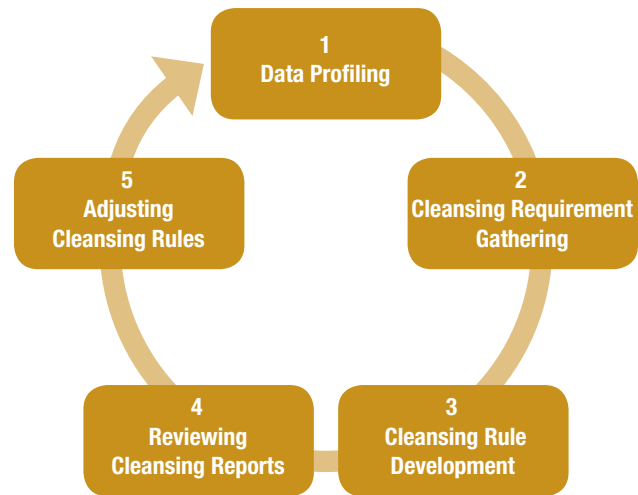 1
Data Profiling
2
Cleansing Requirement
Gathering
3
Cleansing Rule
Development
4
Reviewing
Cleansing Reports
5
Adjusting
Cleansing Rules